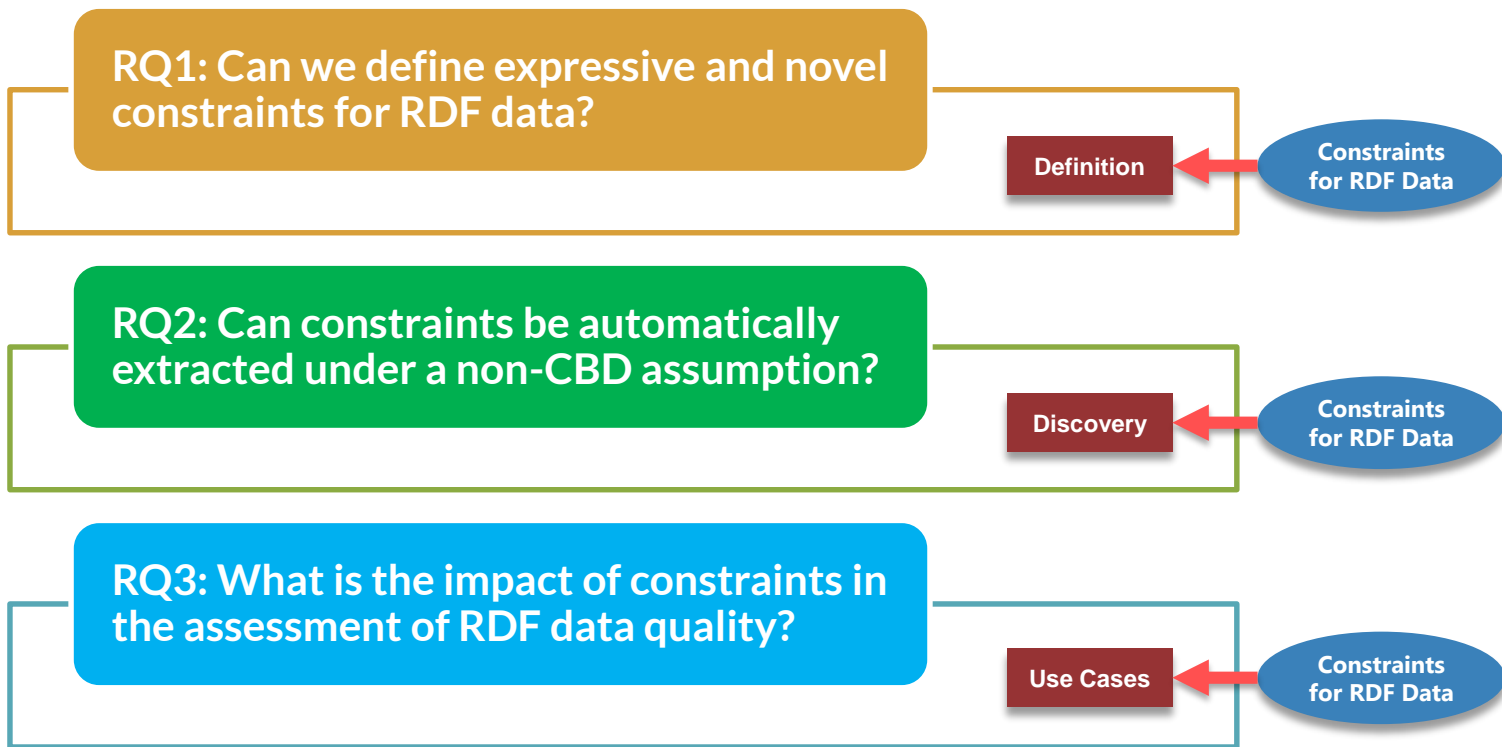 RQ1: Can we define expressive and novel
constraints for RDF data?
Definition
Constraints
for RDF Data
RQ2: Can constraints be automatically
extracted under a non-CBD assumption?
Discovery
Constraints
for RDF Data
RQ3: What is the impact of constraints in
the assessment of RDF data quality?
Use Cases
Constraints
for RDF Data